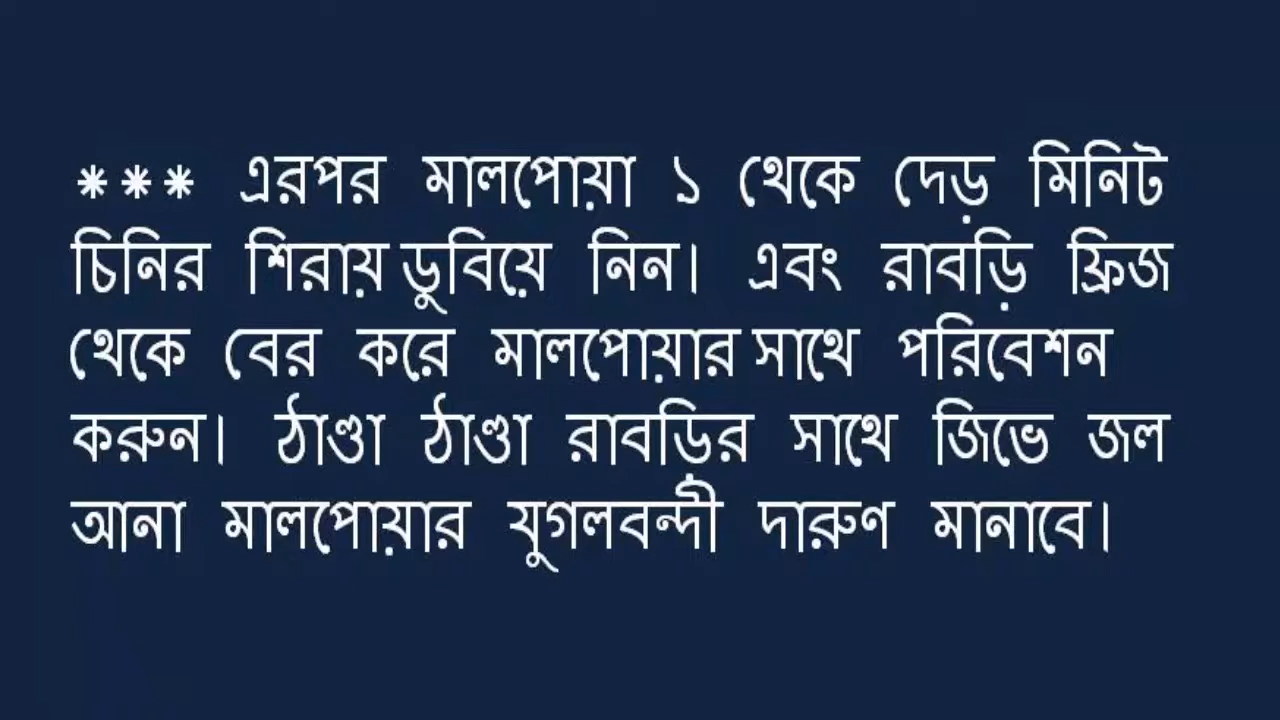 *** এরপর মালপোয়া ১ থেকে দেড় মিনিট
চিনির শিরায় ডুবিয়ে নিন। এবং রাবড়ি ফ্রিজ
থেকে বের করে মালপোয়ার সাথে পরিবেশন
করুন। ঠাণ্ডা ঠাণ্ডা রাবড়ির সাথে জিভে জল
আনা মালপোয়ার যুগলবন্দী দারুণ মানাবে।